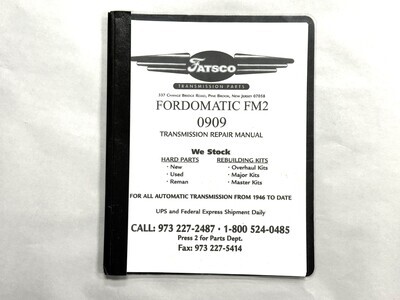 FATSCO
TRANSMISSION PARTS
337 Change Bridge Road, Pine Brook, New Jersey 07058
FORDOMATIC FM2
0909
TRANSMISSION REPAIR MANUAL
We Stock
HARD PARTS REBUILDING KITS
· New · Overhaul Kits
· Used · Major Kits
· Reman · Master Kits
FOR ALL AUTOMATIC TRANSMISSION FROM 1946 TO DATE
UPS and Federal Express Shipment Daily
CALL: 973 227-2487 · 1-800 524-0485
Press 2 for Parts Dept.
Fax: 973 227-5414